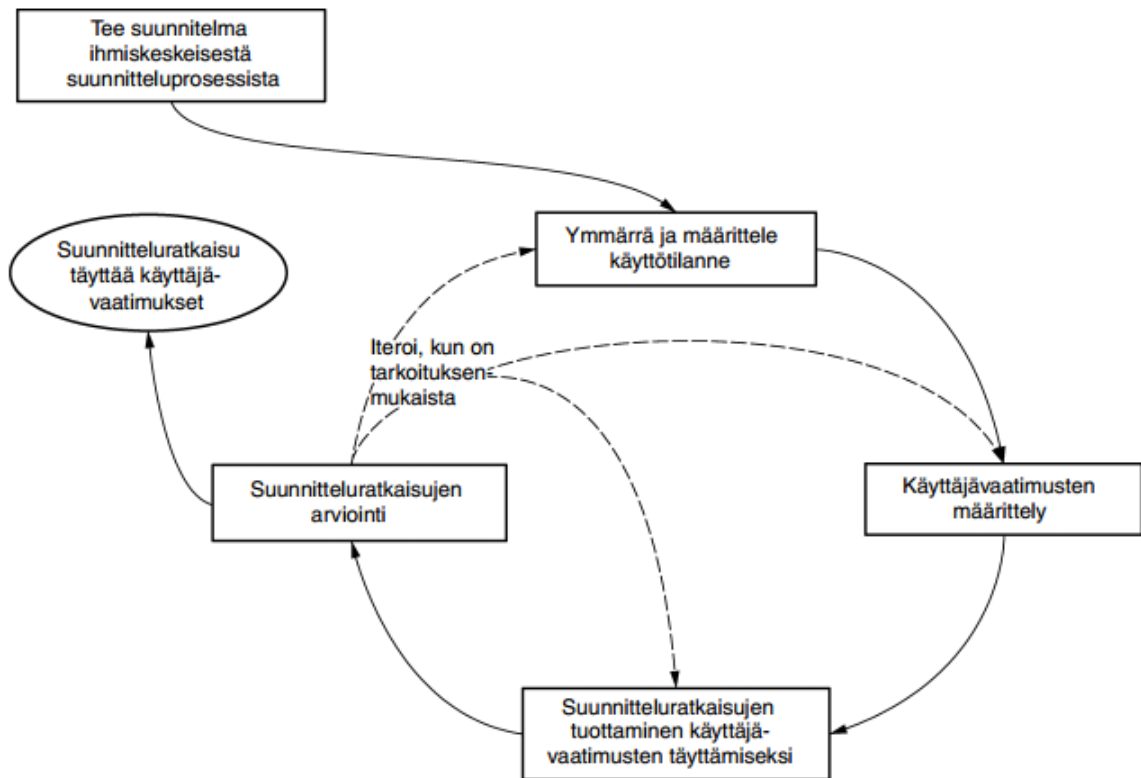 Tee suunnitelma
ihmiskeskeisestä
suunnitteluprosessista
Ymmärrä ja määrittele
käyttötilanne
Suunnitteluratkaisu
täyttää käyttäjä-
vaatimukset
Iteroi, kun on
tarkoituksen-
mukaista
Suunnitteluratkaisujen
arviointi
Käyttäjävaatimusten
määrittely
Suunnitteluratkaisujen
tuottaminen käyttäjä-
vaatimusten täyttämiseksi